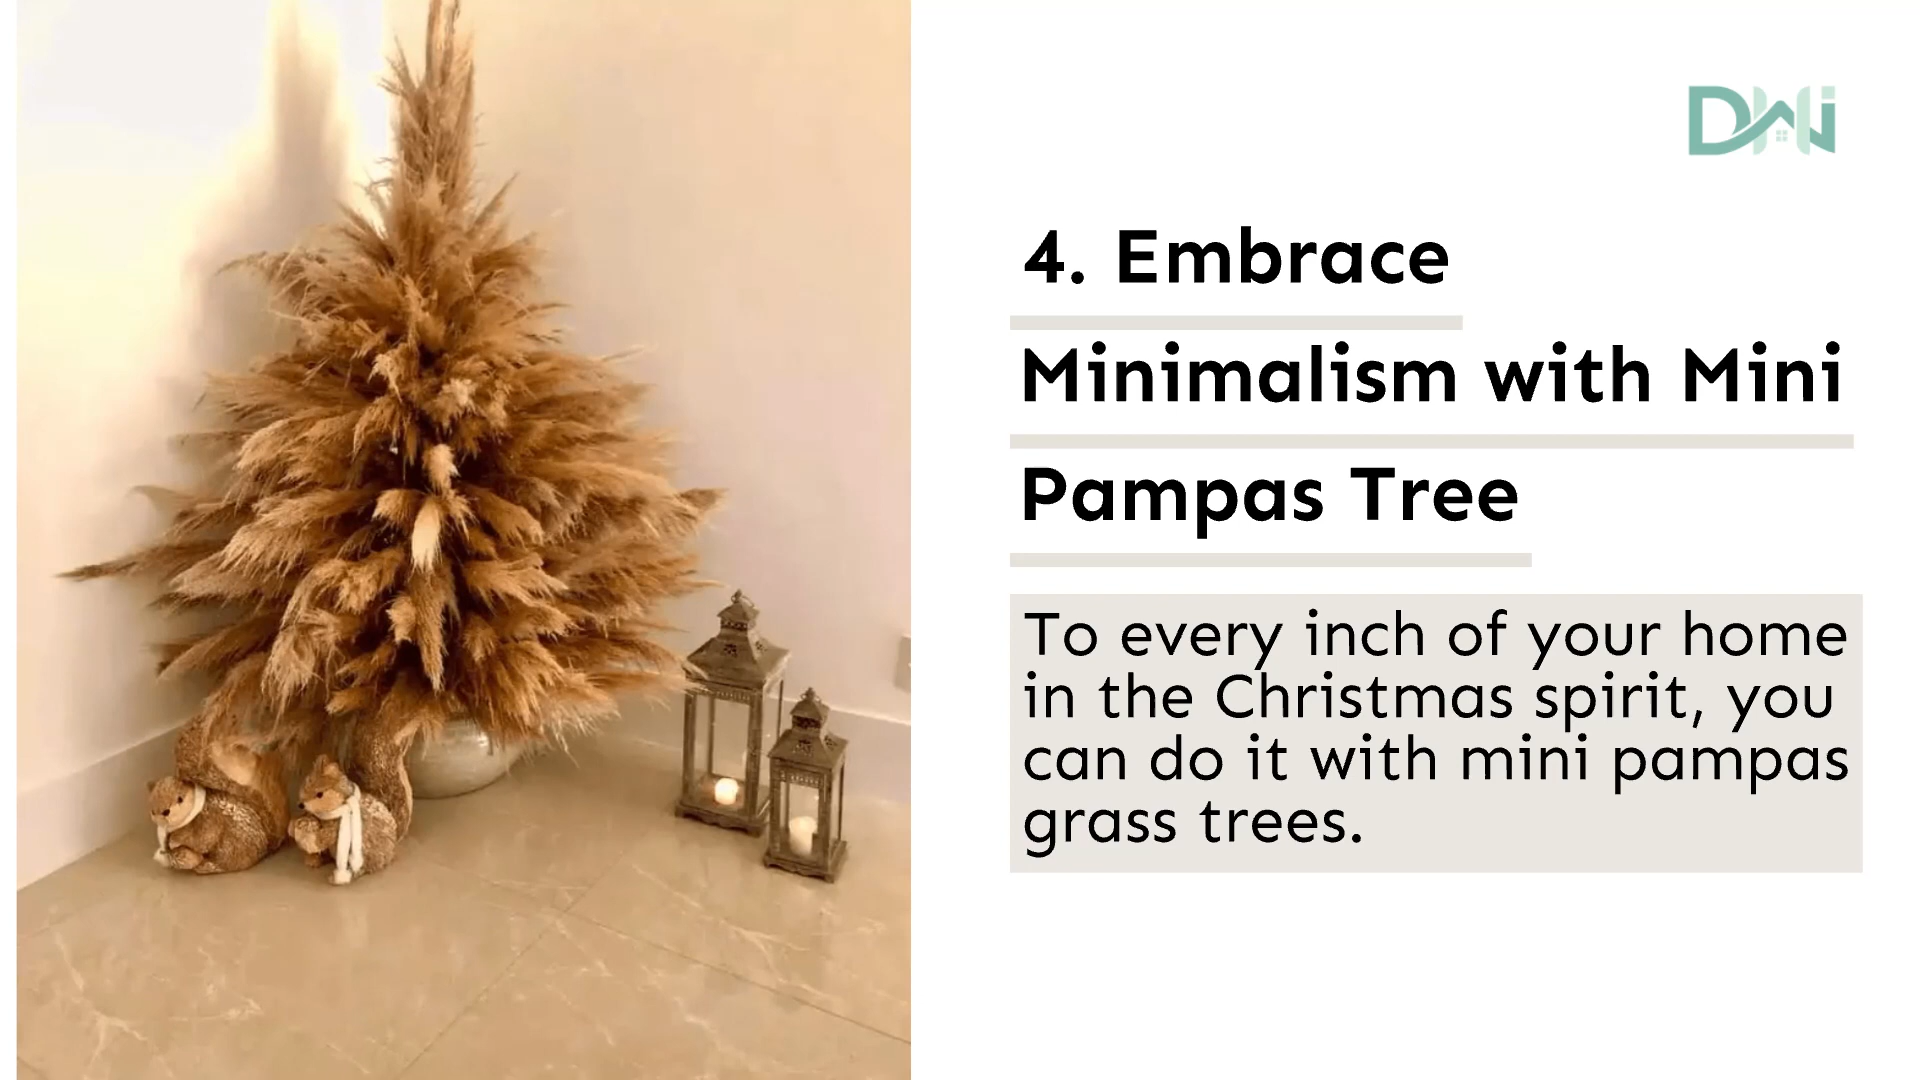 DHI
4. Embrace
Minimalism with Mini
Pampas Tree
To every inch of your home
in the Christmas spirit, you
can do it with mini pampas
grass trees.